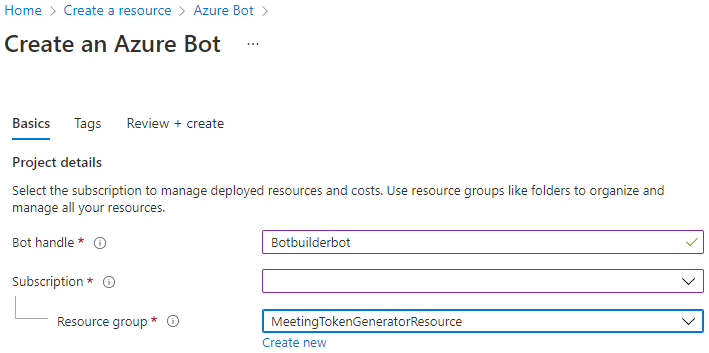 Home > Create a resource > Azure Bot >
Create an Azure Bot ...
Basics Tags Review + create
Project details
Select the subscription to manage deployed resources and costs. Use resource groups like folders to organize and
manage all your resources.
Bot handle * Botbuilderbot
Subscription *
Resource group * MeetingTokenGeneratorResource
Create new